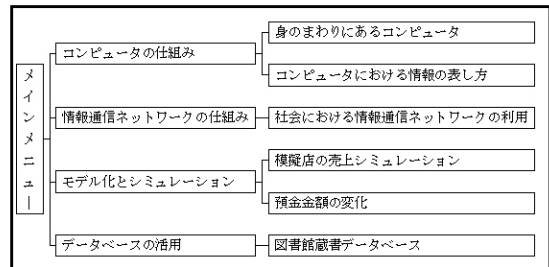 メインメニュー
コンピュータの仕組み
身のまわりにあるコンピュータ
コンピュータにおける情報の表し方
情報通信ネットワークの仕組み
社会における情報通信ネットワークの利用
モデル化とシミュレーション
模擬店の売上シミュレーション
預金金額の変化
データベースの活用
図書館蔵書データベース